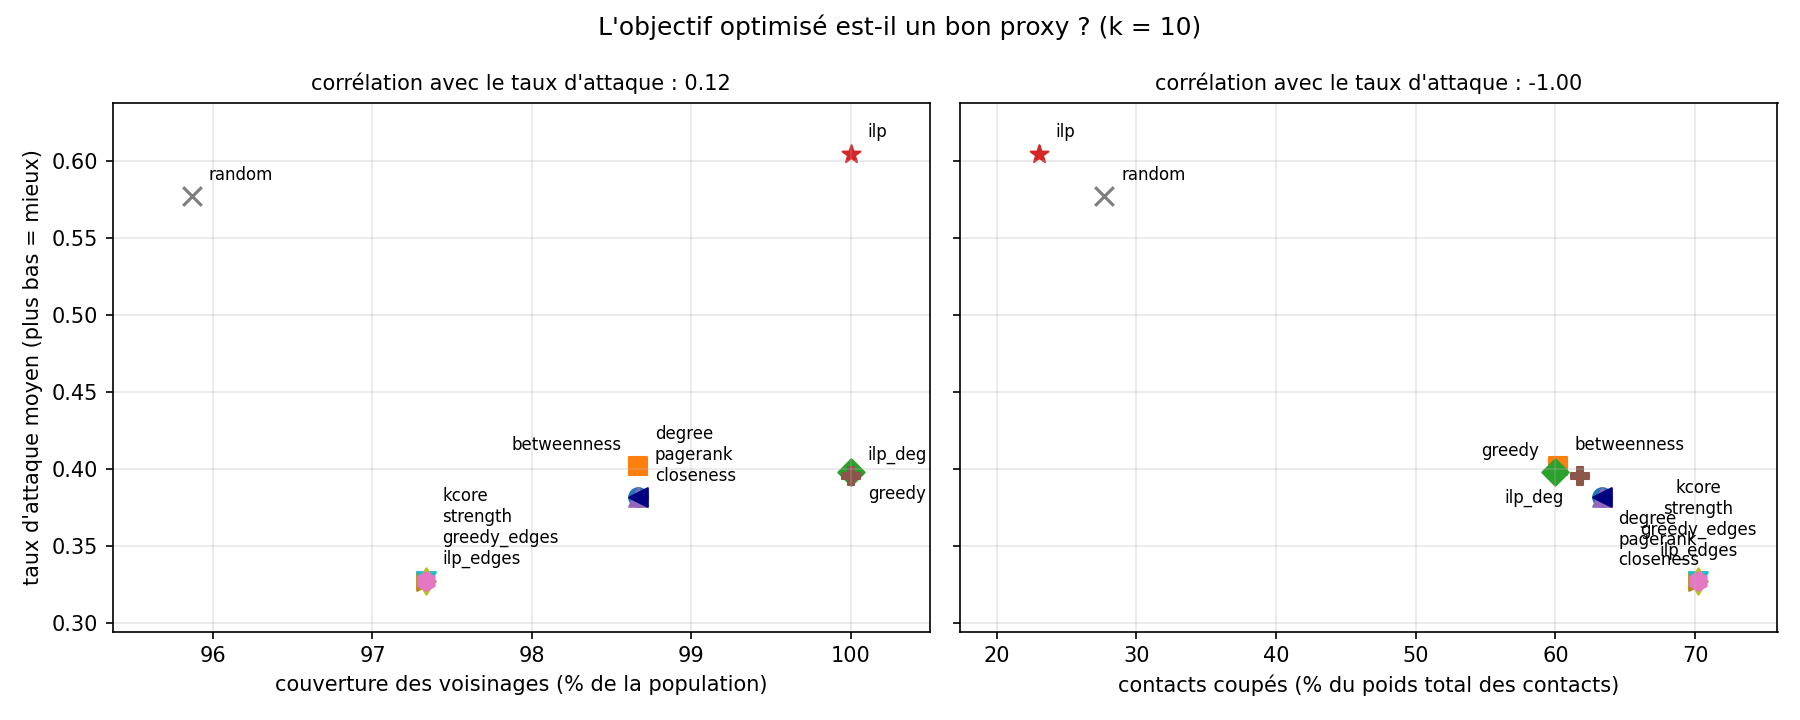 L'objectif optimisé est-il un bon proxy ? (k = 10)
corrélation avec le taux d'attaque : 0.12
taux d'attaque moyen (plus bas = mieux)
0.60
0.55
0.50
0.45
0.40
0.35
0.30
ilp
random
betweenness
degree
pagerank
closeness
ilp_deg
greedy
kcore
strength
greedy_edges
ilp_edges
96
97
98
99
100
couverture des voisinages (% de la population)
corrélation avec le taux d'attaque : -1.00
ilp
random
greedy
betweenness
ilp_deg
kcore
strength
greedy_edges
ilp_edges
degree
pagerank
closeness
20
30
40
50
60
70
contacts coupés (% du poids total des contacts)